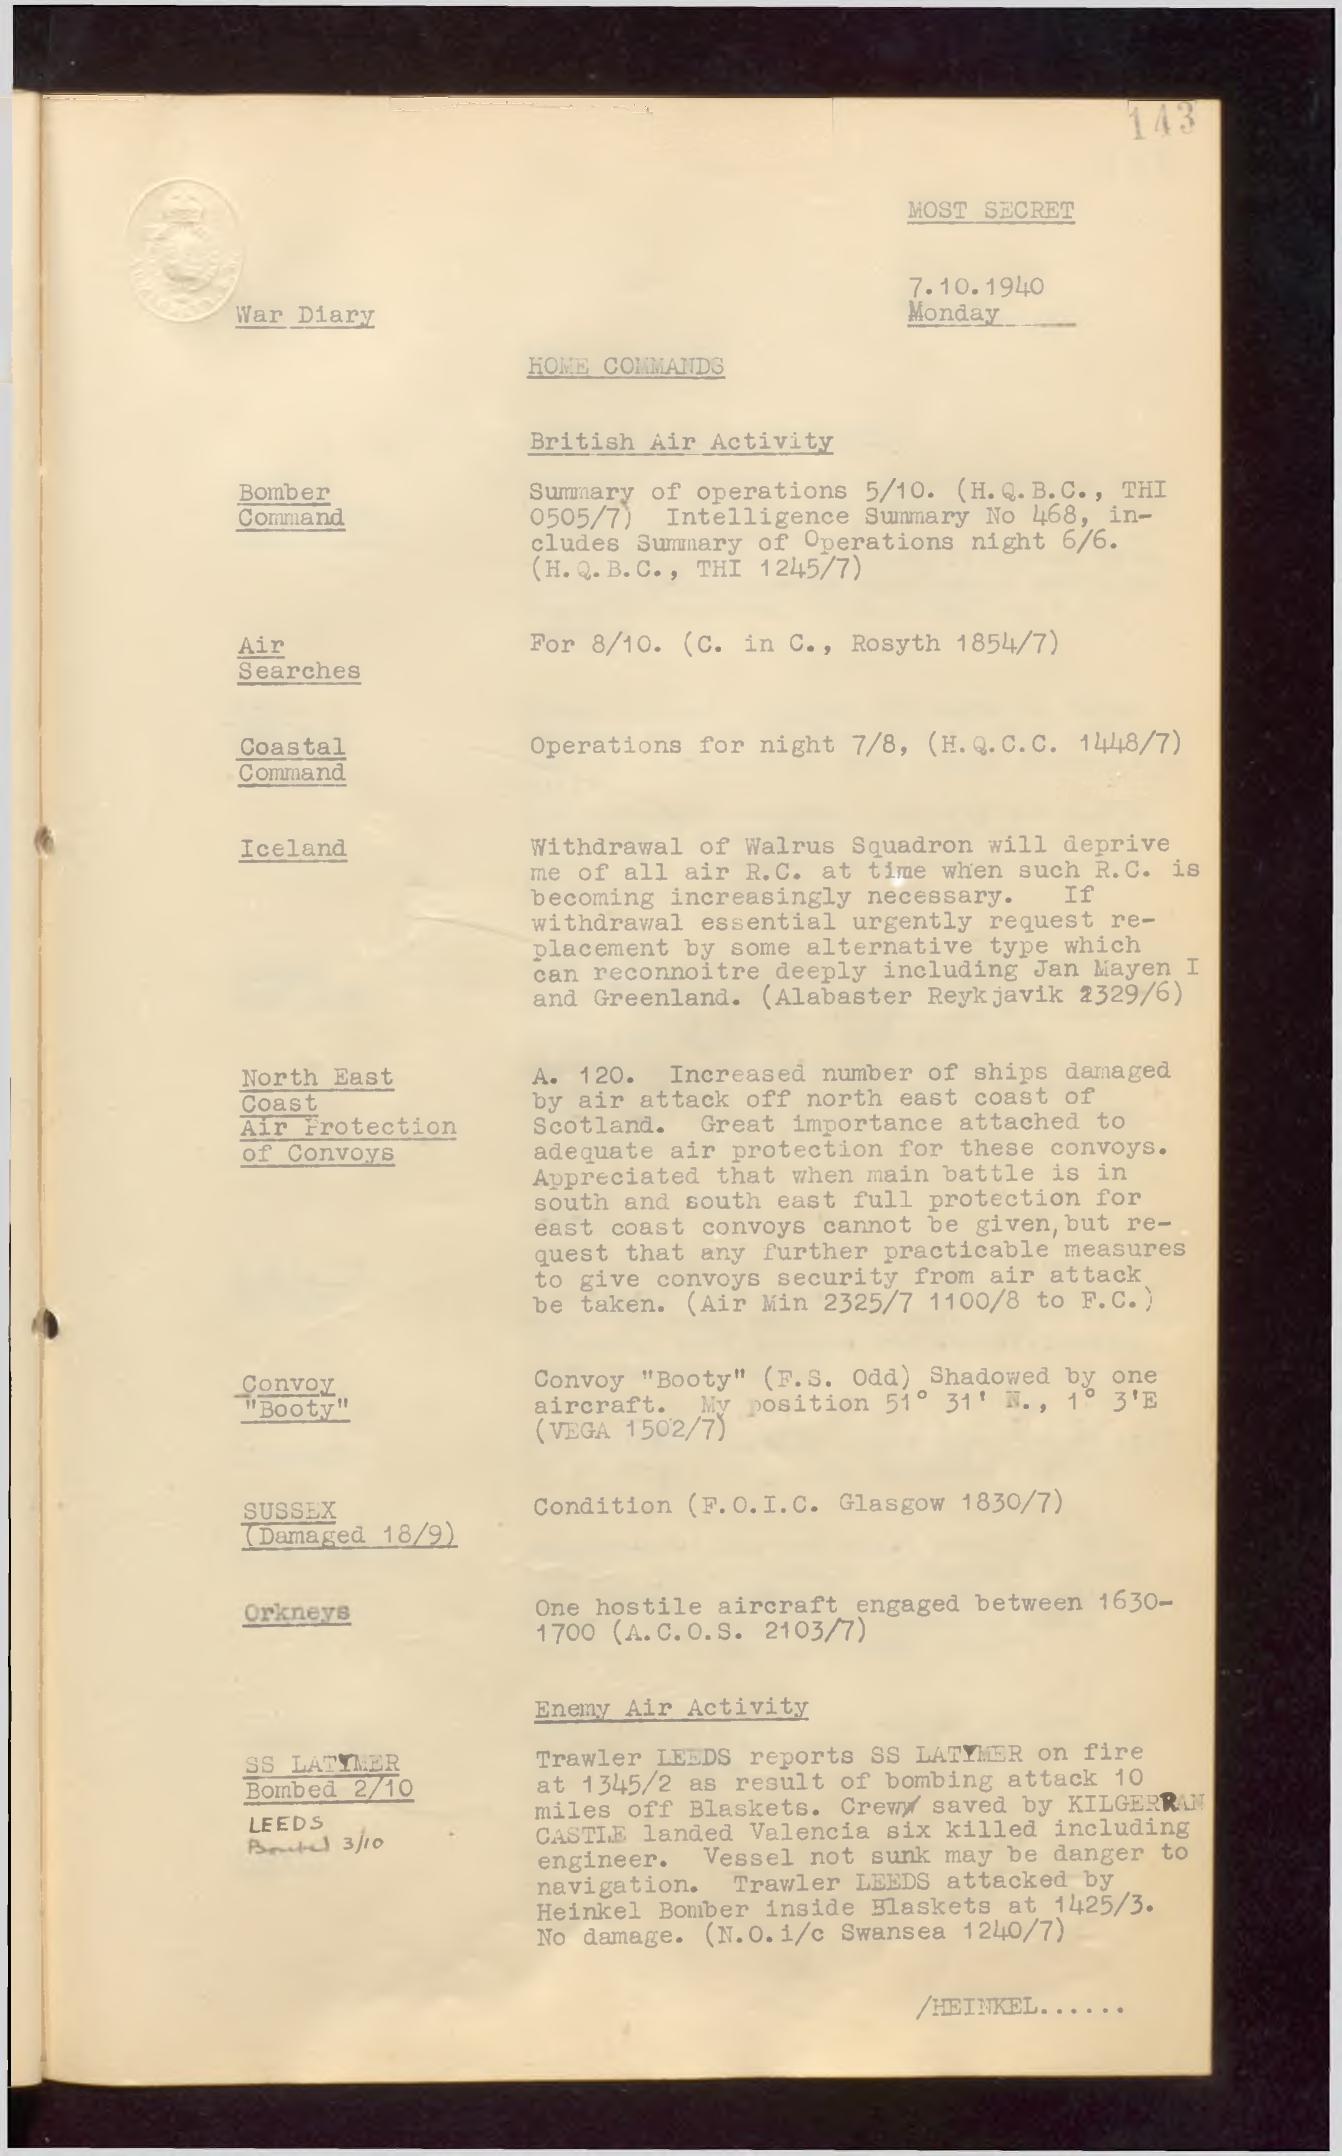 143
MOST SECRET
7.10.1940
War Diary
Monday
HOME COMMANDS
British Air Activity
Bomber
Command
Summary of operations 5/10. (H.Q.B.C., THI
0505/7) Intelligence Summary No 468, in-
cludes Summary of Operations night 6/6.
(H.Q.B.C., THI 1245/7)
Air
Searches
For 8/10. (C. in C., Rosyth 1854/7)
Coastal
Command
Operations for night 7/8, (H.Q.C.C. 1448/7)
Iceland
Withdrawal of Walrus Squadron will deprive
me of all air R.C. at time when such R.C. is
becoming increasingly necessary. If
withdrawal essential urgently request re-
placement by some alternative type which
can reconnoitre deeply including Jan Mayen I
and Greenland. (Alabaster Reykjavik 2329/6)
North East
Coast
Air Protection
of Convoys
A. 120. Increased number of ships damaged
by air attack off north east coast of
Scotland. Great importance attached to
adequate air protection for these convoys.
Appreciated that when main battle is in
south and south east full protection for
east coast convoys cannot be given, but re-
quest that any further practicable measures
to give convoys security from air attack
be taken. (Air Min 2325/7 1100/8 to F.C.)
Convoy
"Booty"
Convoy "Booty" (F.S. Odd) Shadowed by one
aircraft. My position 51° 31' N., 1° 3'E
(VEGA 1502/7)
SUSSEX
(Damaged 18/9)
Condition (F.O.I.C. Glasgow 1830/7)
Orkneys
One hostile aircraft engaged between 1630-
1700 (A.C.O.S. 2103/7)
Enemy Air Activity
SS LATYMER
Bombed 2/10
LEEDS
Bombed 3/10
Trawler LEEDS reports SS LATYMER on fire
at 1345/2 as result of bombing attack 10
miles off Blaskets. Crew saved by KILGERRAN
CASTLE landed Valencia six killed including
engineer. Vessel not sunk may be danger to
navigation. Trawler LEEDS attacked by
Heinkel Bomber inside Blaskets at 1425/3.
No damage. (N.O.i/c Swansea 1240/7)
/HEINKEL......